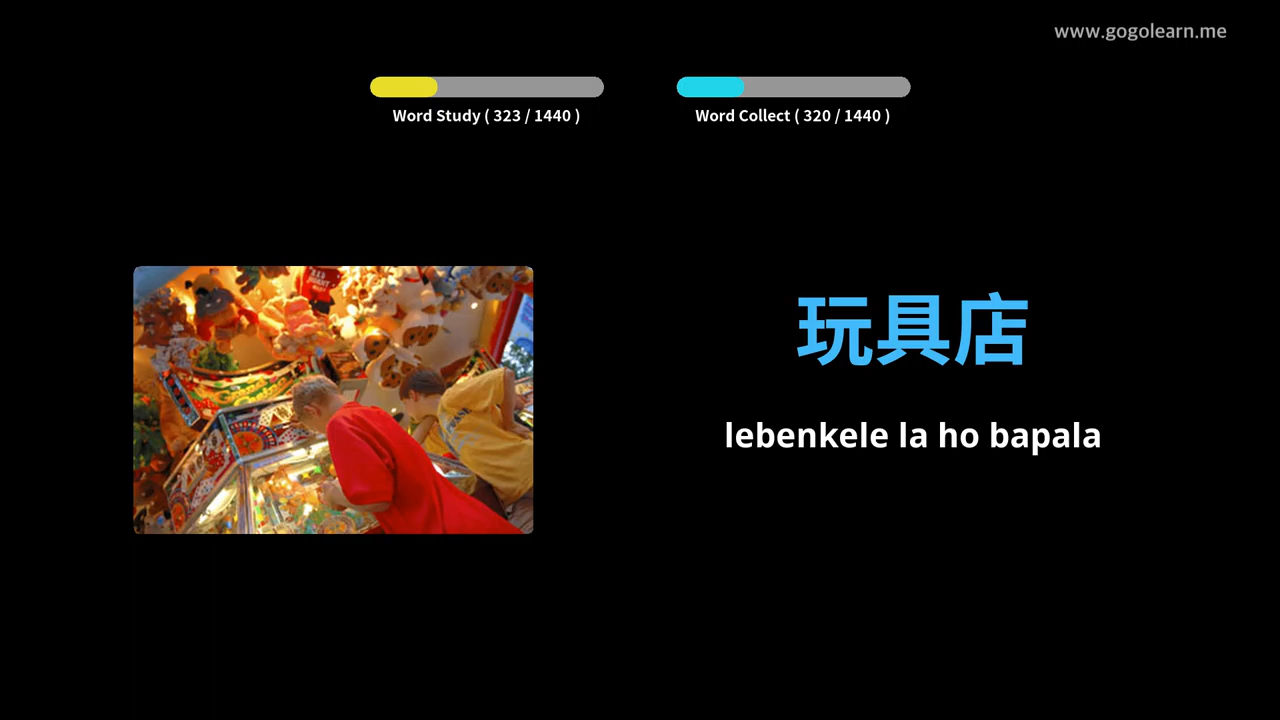 www.gogolearn.me
Word Study ( 323 / 1440 )
Word Collect ( 320 / 1440 )
玩具店
lebenkele la ho bapala